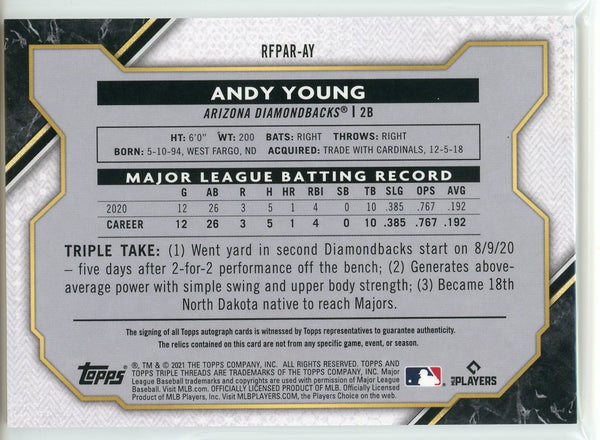 RFPAR-AY
ANDY YOUNG
ARIZONA DIAMONDBACKS® | 2B
HT: 6'0" WT: 200 BATS: RIGHT THROWS: RIGHT
BORN: 5-10-94, WEST FARGO, ND ACQUIRED: TRADE WITH CARDINALS, 12-5-18
MAJOR LEAGUE BATTING RECORD
G AB R H HR RBI SB TB SLG OPS AVG
2020 12 26 3 5 1 4 0 10 .385 .767 .192
CAREER 12 26 3 5 1 4 0 10 .385 .767 .192
TRIPLE TAKE: (1) Went yard in second Diamondbacks start on 8/9/20
– five days after 2-for-2 performance off the bench; (2) Generates above-
average power with simple swing and upper body strength; (3) Became 18th
North Dakota native to reach Majors.
The signing of all Topps autograph cards is witnessed by Topps representatives to guarantee authenticity.
The relics contained on this card are not from any specific game, event, or season.
TOPPS
®, TM & © 2021 THE TOPPS COMPANY, INC. ALL RIGHTS RESERVED. TOPPS AND
TOPPS TRIPLE THREADS ARE TRADEMARKS OF THE TOPPS COMPANY, INC. Major
League Baseball trademarks and copyrights are used with permission of Major League
Baseball. Visit MLB.com. OFFICIALLY LICENSED PRODUCT OF MLB Players, Inc. Officially Licensed
Product of MLB Players, Inc. Visit MLBPLAYERS.com, the Players Choice on the web.
MLB PLAYERS